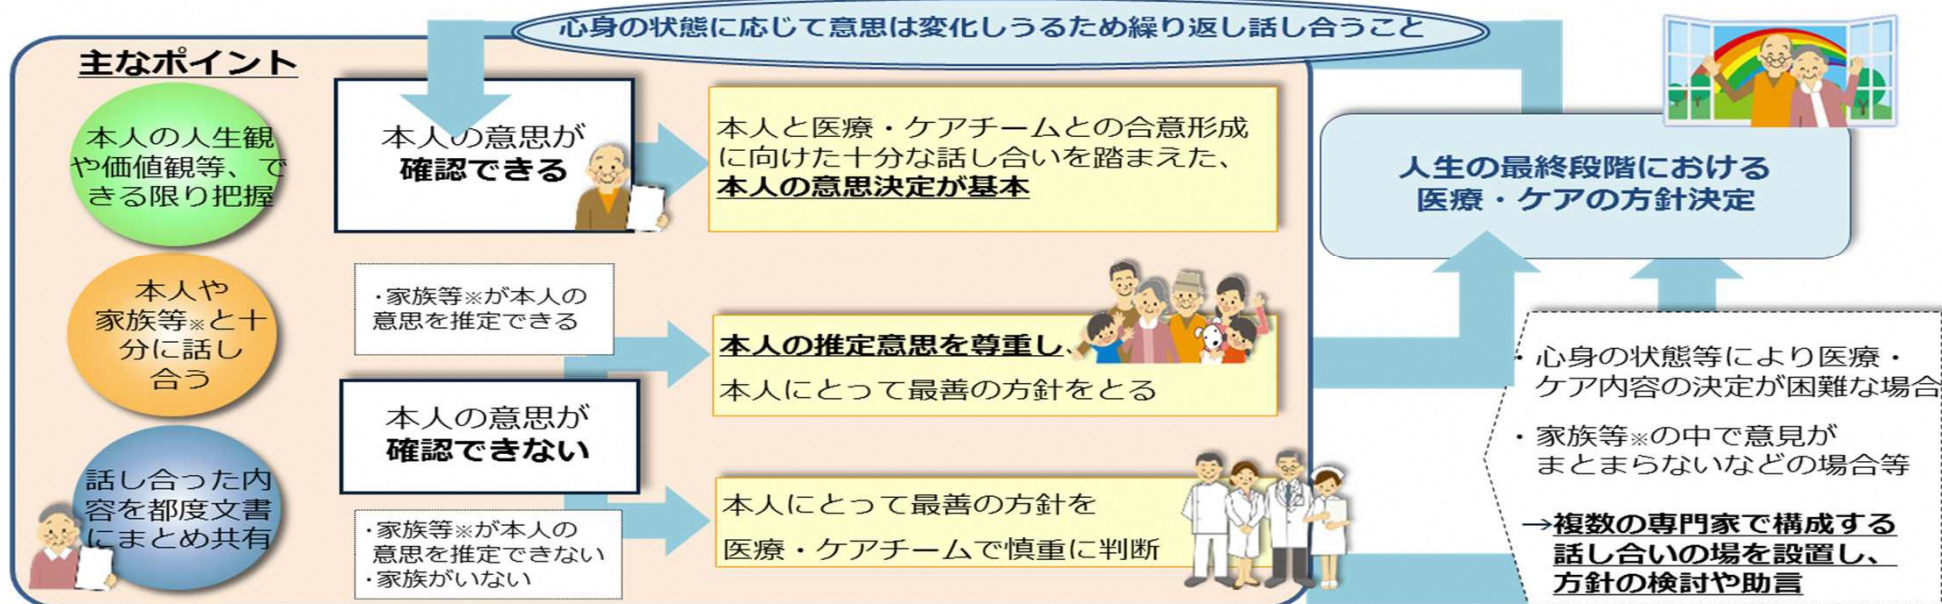 心身の状態に応じて意思は変化しうるため繰り返し話し合うこと
主なポイント
本人の人生観
や価値観等、で
きる限り把握
本人や
家族等※と十
分に話し
合う
話し合った内
容を都度文書
にまとめ共有
本人の意思が
確認できる
本人と医療・ケアチームとの合意形成
に向けた十分な話し合いを踏まえた、
本人の意思決定が基本
・家族等※が本人の
意思を推定できる
本人の推定意思を尊重し、
本人にとって最善の方針をとる
本人の意思が
確認できない
・家族等※が本人の
意思を推定できない
・家族がいない
本人にとって最善の方針を
医療・ケアチームで慎重に判断
人生の最終段階における
医療・ケアの方針決定
・心身の状態等により医療・
ケア内容の決定が困難な場合
・家族等※の中で意見が
まとまらないなどの場合等
→複数の専門家で構成する
話し合いの場を設置し、
方針の検討や助言